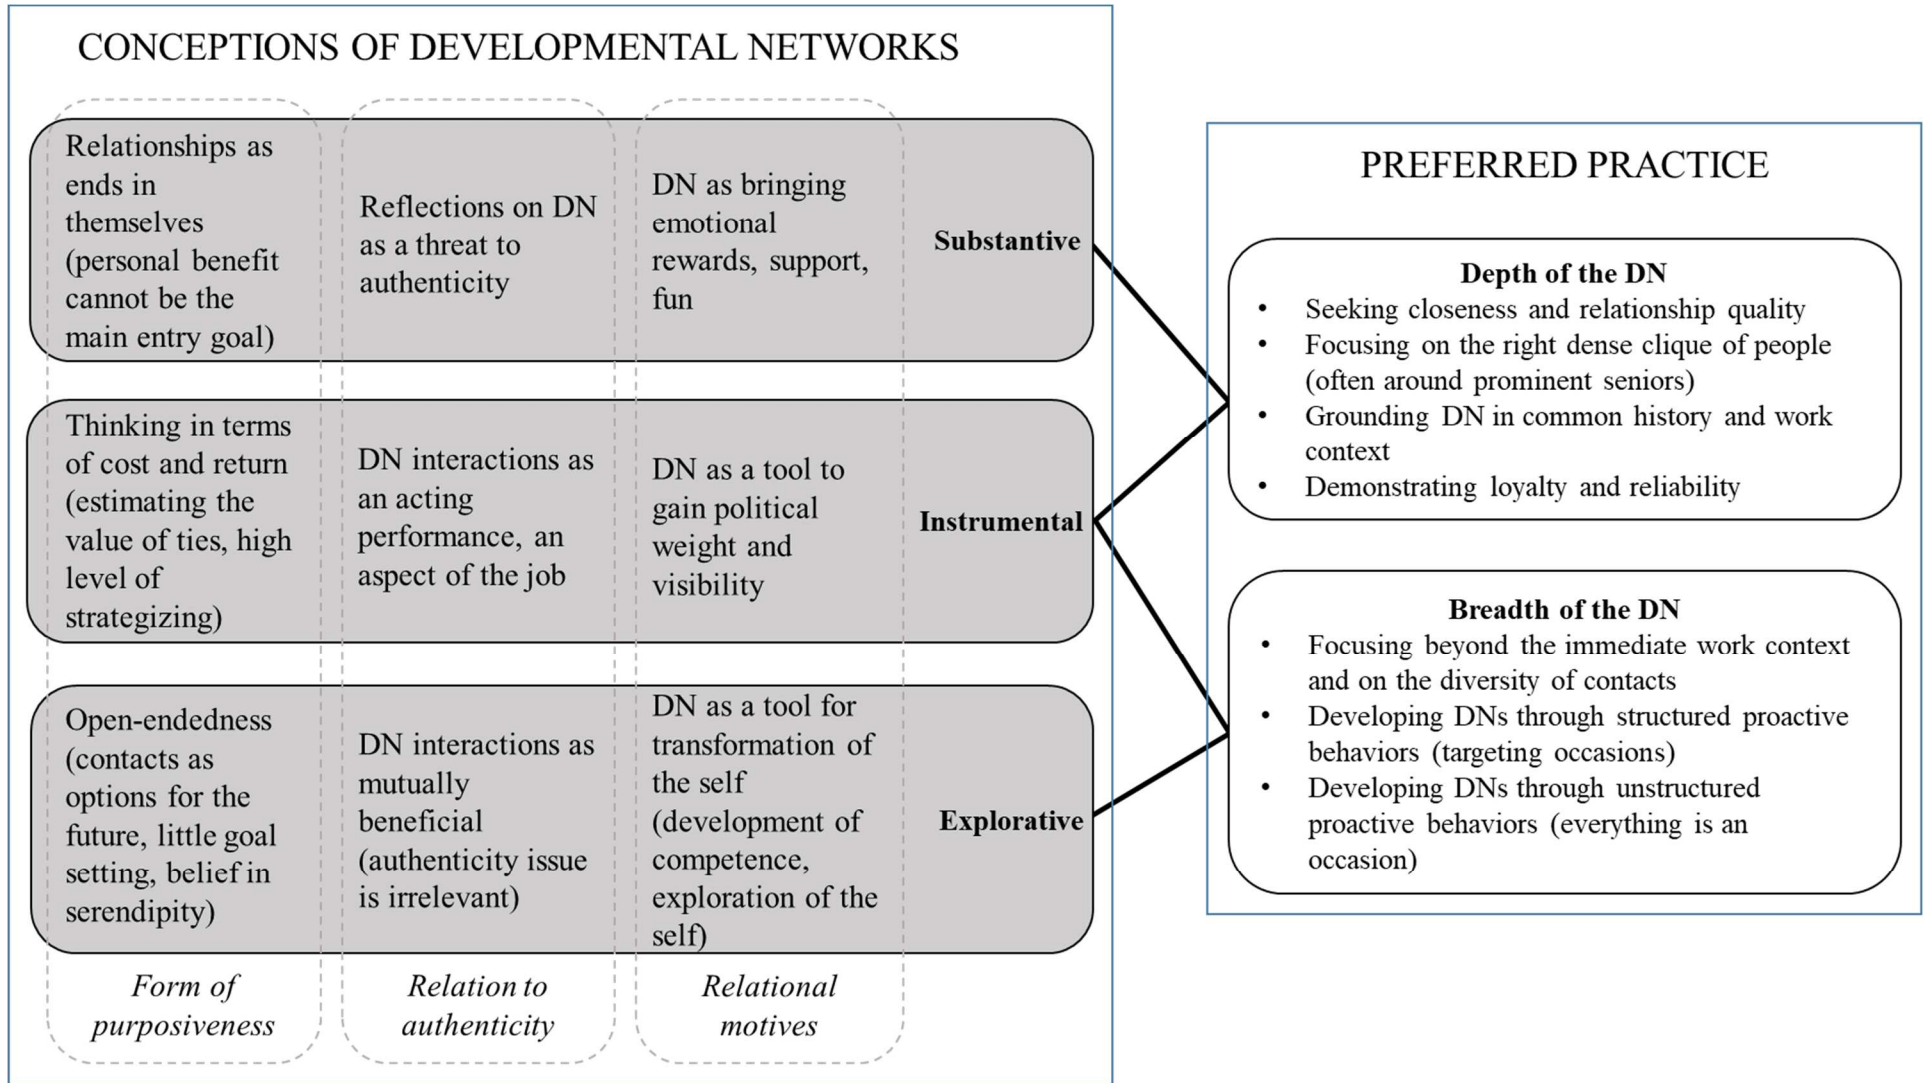 CONCEPTIONS OF DEVELOPMENTAL NETWORKS
Relationships as
ends in
themselves
(personal benefit
cannot be the
main entry goal)
Reflections on DN
as a threat to
authenticity
DN as bringing
emotional
rewards, support,
fun
Substantive
Thinking in terms
of cost and return
(estimating the
value of ties, high
level of
strategizing)
DN interactions as
an acting
performance, an
aspect of the job
DN as a tool to
gain political
weight and
visibility
Instrumental
Open-endedness
(contacts as
options for the
future, little goal
setting, belief in
serendipity)
DN interactions as
mutually
beneficial
(authenticity issue
is irrelevant)
DN as a tool for
transformation of
the self
(development of
competence,
exploration of the
self)
Explorative
Form of
purposiveness
Relation to
authenticity
Relational
motives
PREFERRED PRACTICE
Depth of the DN
• Seeking closeness and relationship quality
• Focusing on the right dense clique of people
(often around prominent seniors)
• Grounding DN in common history and work
context
• Demonstrating loyalty and reliability
Breadth of the DN
• Focusing beyond the immediate work context
and on the diversity of contacts
• Developing DNs through structured proactive
behaviors (targeting occasions)
• Developing DNs through unstructured
proactive behaviors (everything is an
occasion)